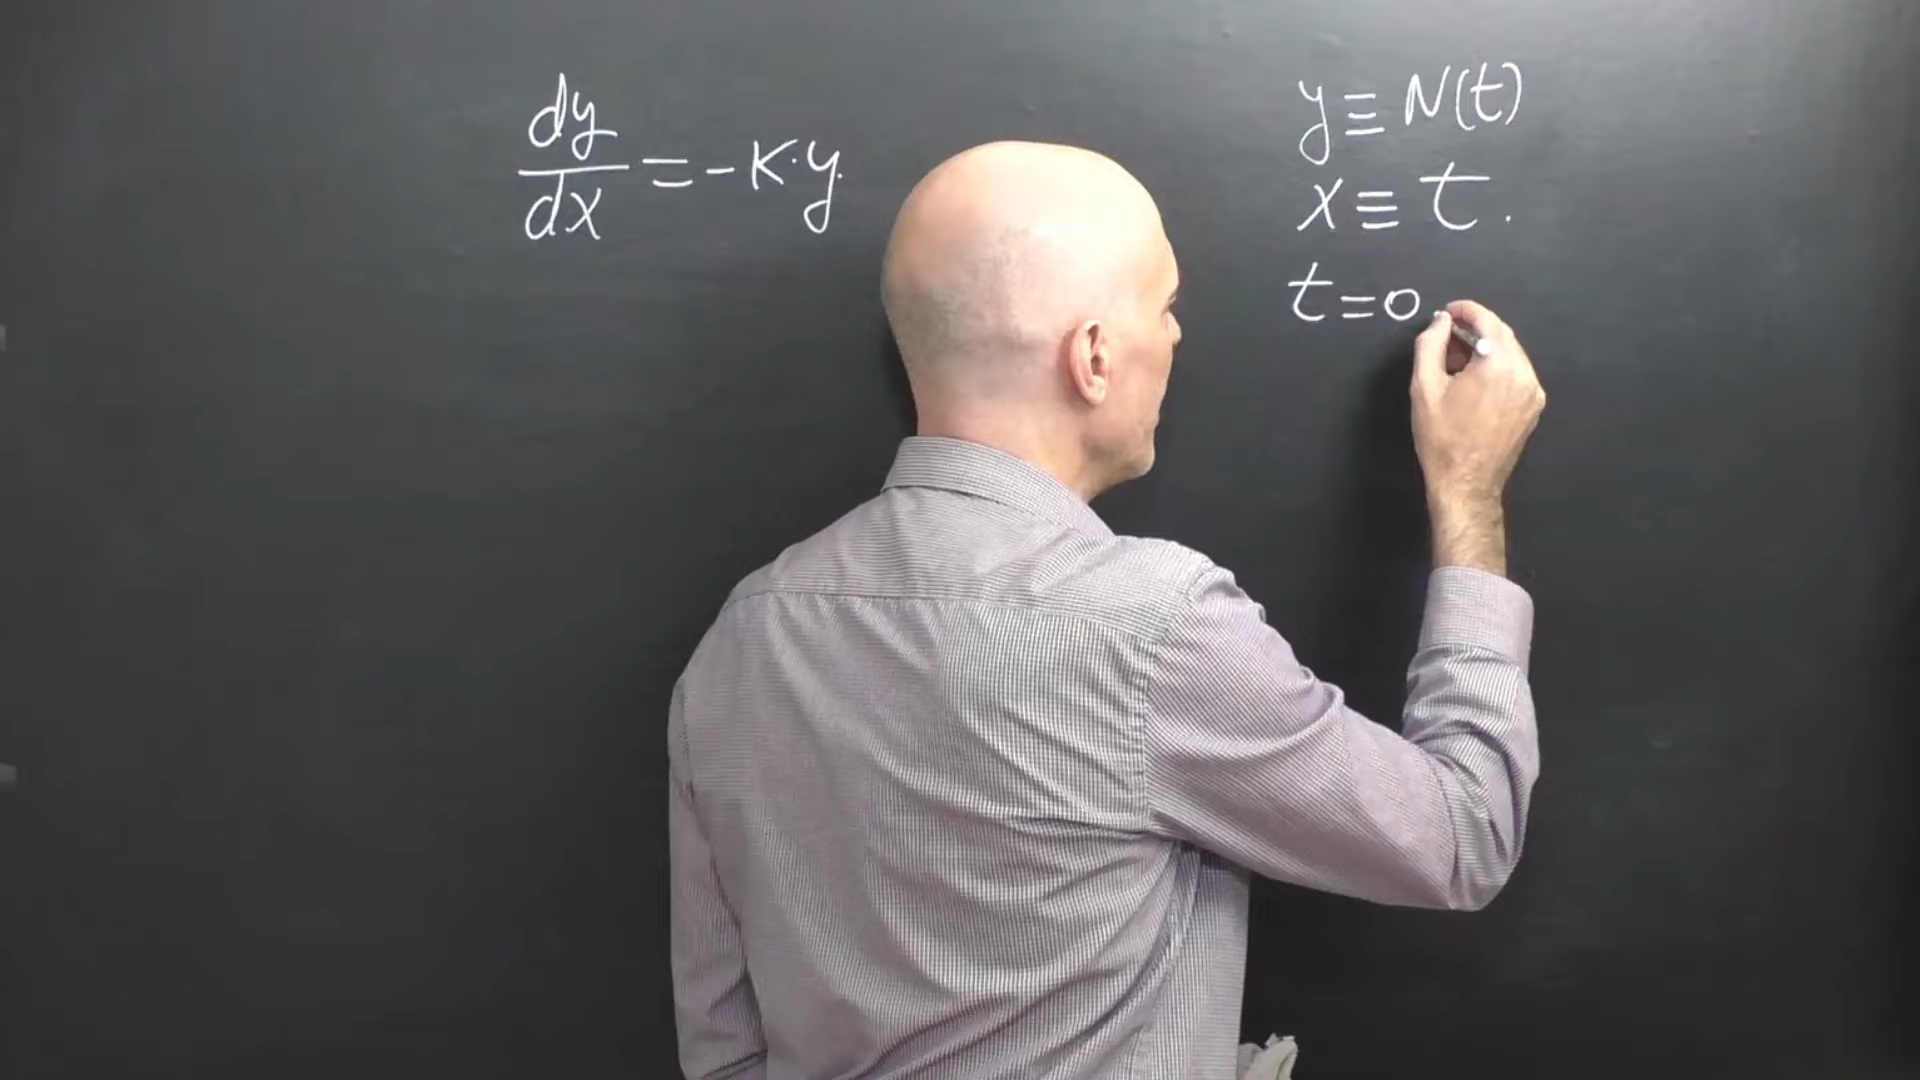 dy/dx = -K·y.
y ≡ N(t)
x ≡ t.
t=0